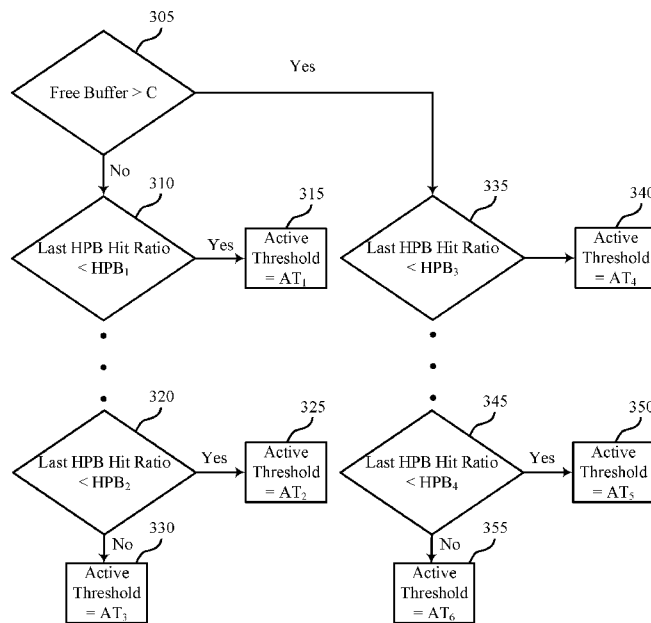 305
Free Buffer > C
Yes
No
310
Last HPB Hit Ratio
< HPB₁
Yes
315
Active
Threshold
= AT₁
335
Last HPB Hit Ratio
< HPB₃
340
Active
Threshold
= AT₄
320
Last HPB Hit Ratio
< HPB₂
Yes
325
Active
Threshold
= AT₂
No
330
Active
Threshold
= AT₃
345
Last HPB Hit Ratio
< HPB₄
Yes
350
Active
Threshold
= AT₅
No
355
Active
Threshold
= AT₆